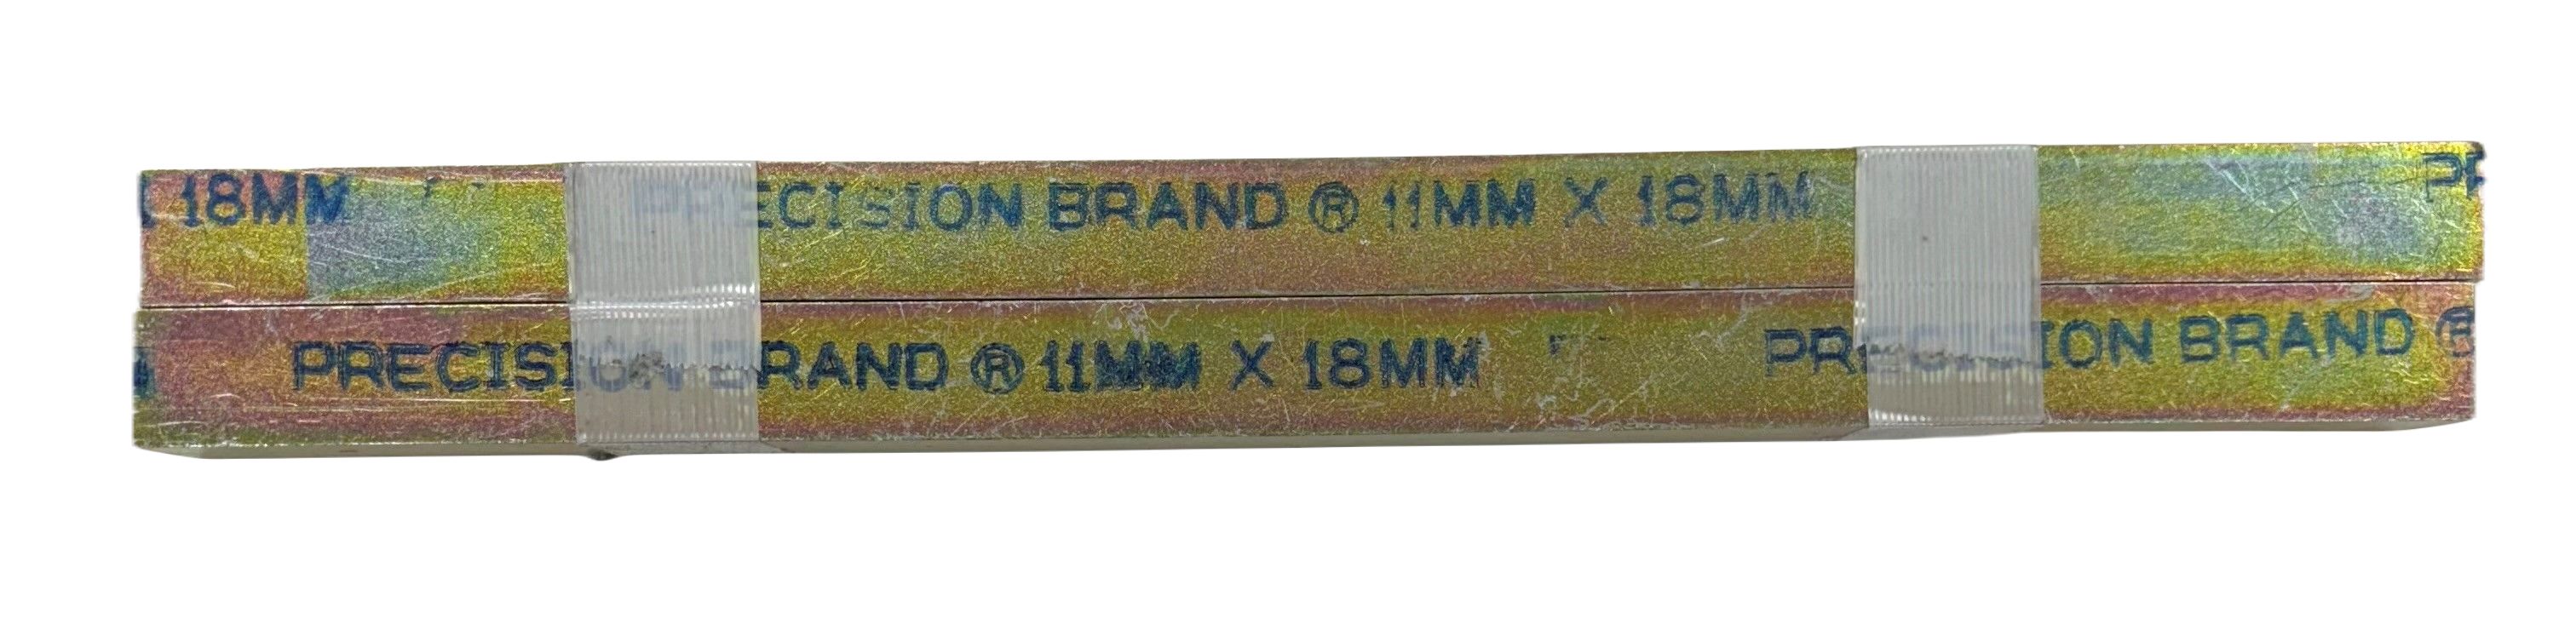 18MM PRECISION BRAND ® 11MM X 18MM PR
PRECISION BRAND ® 11MM X 18MM PRECISION BRAND ®